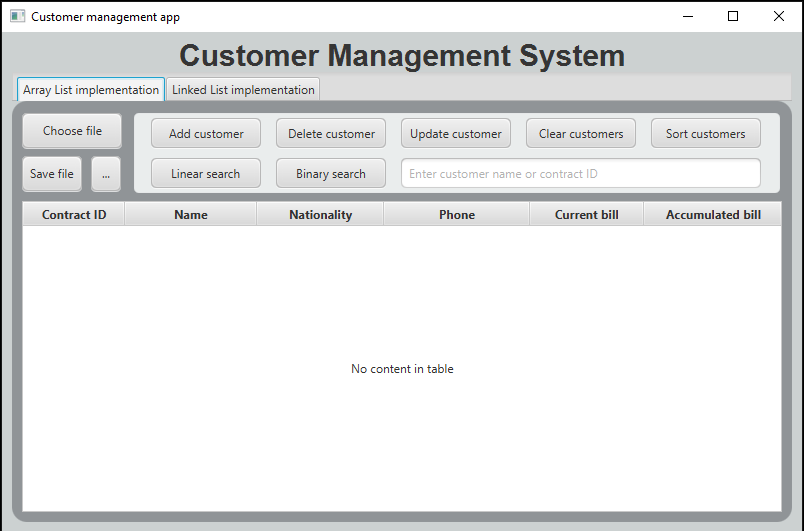 Customer management app
Customer Management System
Array List implementation Linked List implementation
Choose file Add customer Delete customer Update customer Clear customers Sort customers
Save file ... Linear search Binary search Enter customer name or contract ID
Contract ID Name Nationality Phone Current bill Accumulated bill
No content in table